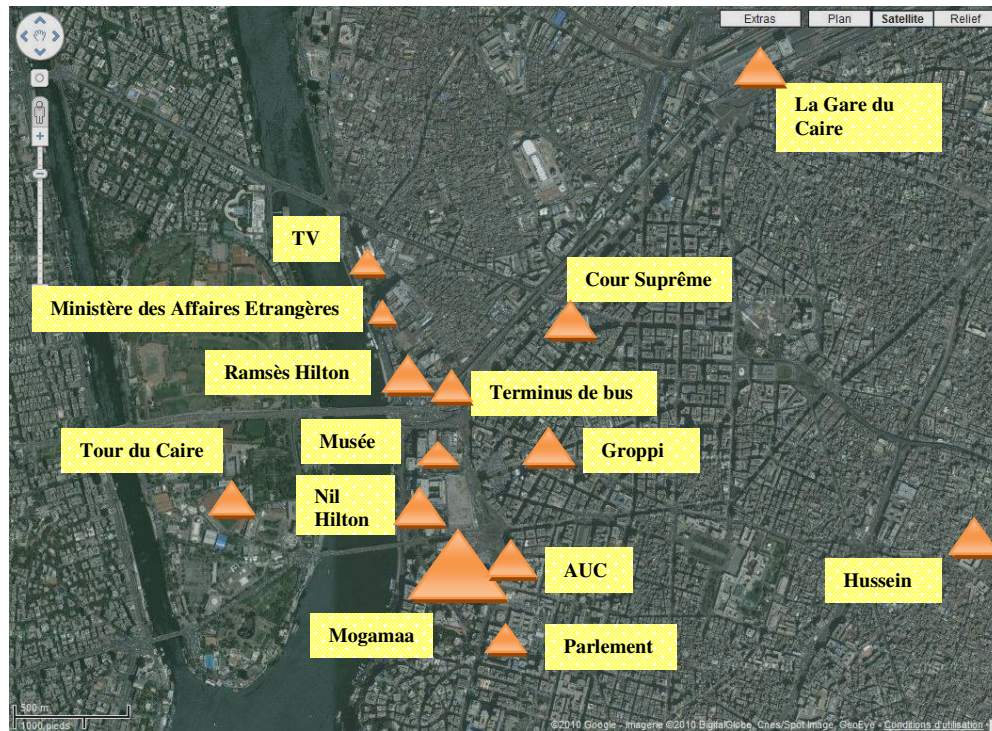 Extras
Plan
Satellite
Relief
La Gare du
Caire
TV
Cour Suprême
Ministère des Affaires Etrangères
Ramsès Hilton
Terminus de bus
Musée
Groppi
Tour du Caire
Nil
Hilton
AUC
Hussein
Mogamaa
Parlement
500 m
1000 pieds
©2010 Google - Imagerie ©2010 DigitalGlobe, Cnes/Spot Image, GeoEye - Conditions d'utilisation